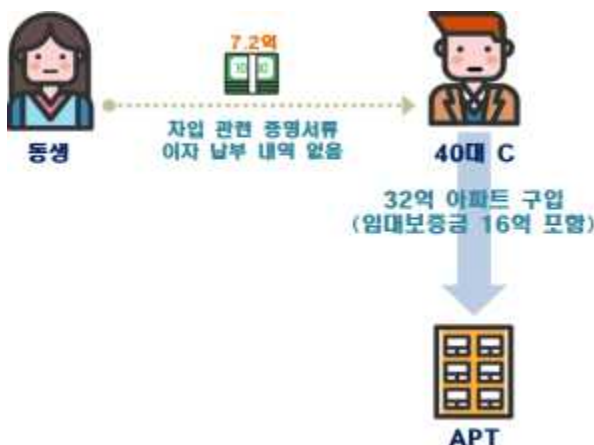 7.2억
차입 관련 증명서류
이자 납부 내역 없음
동생
40대 C
32억 아파트 구입
(임대보증금 16억 포함)
APT